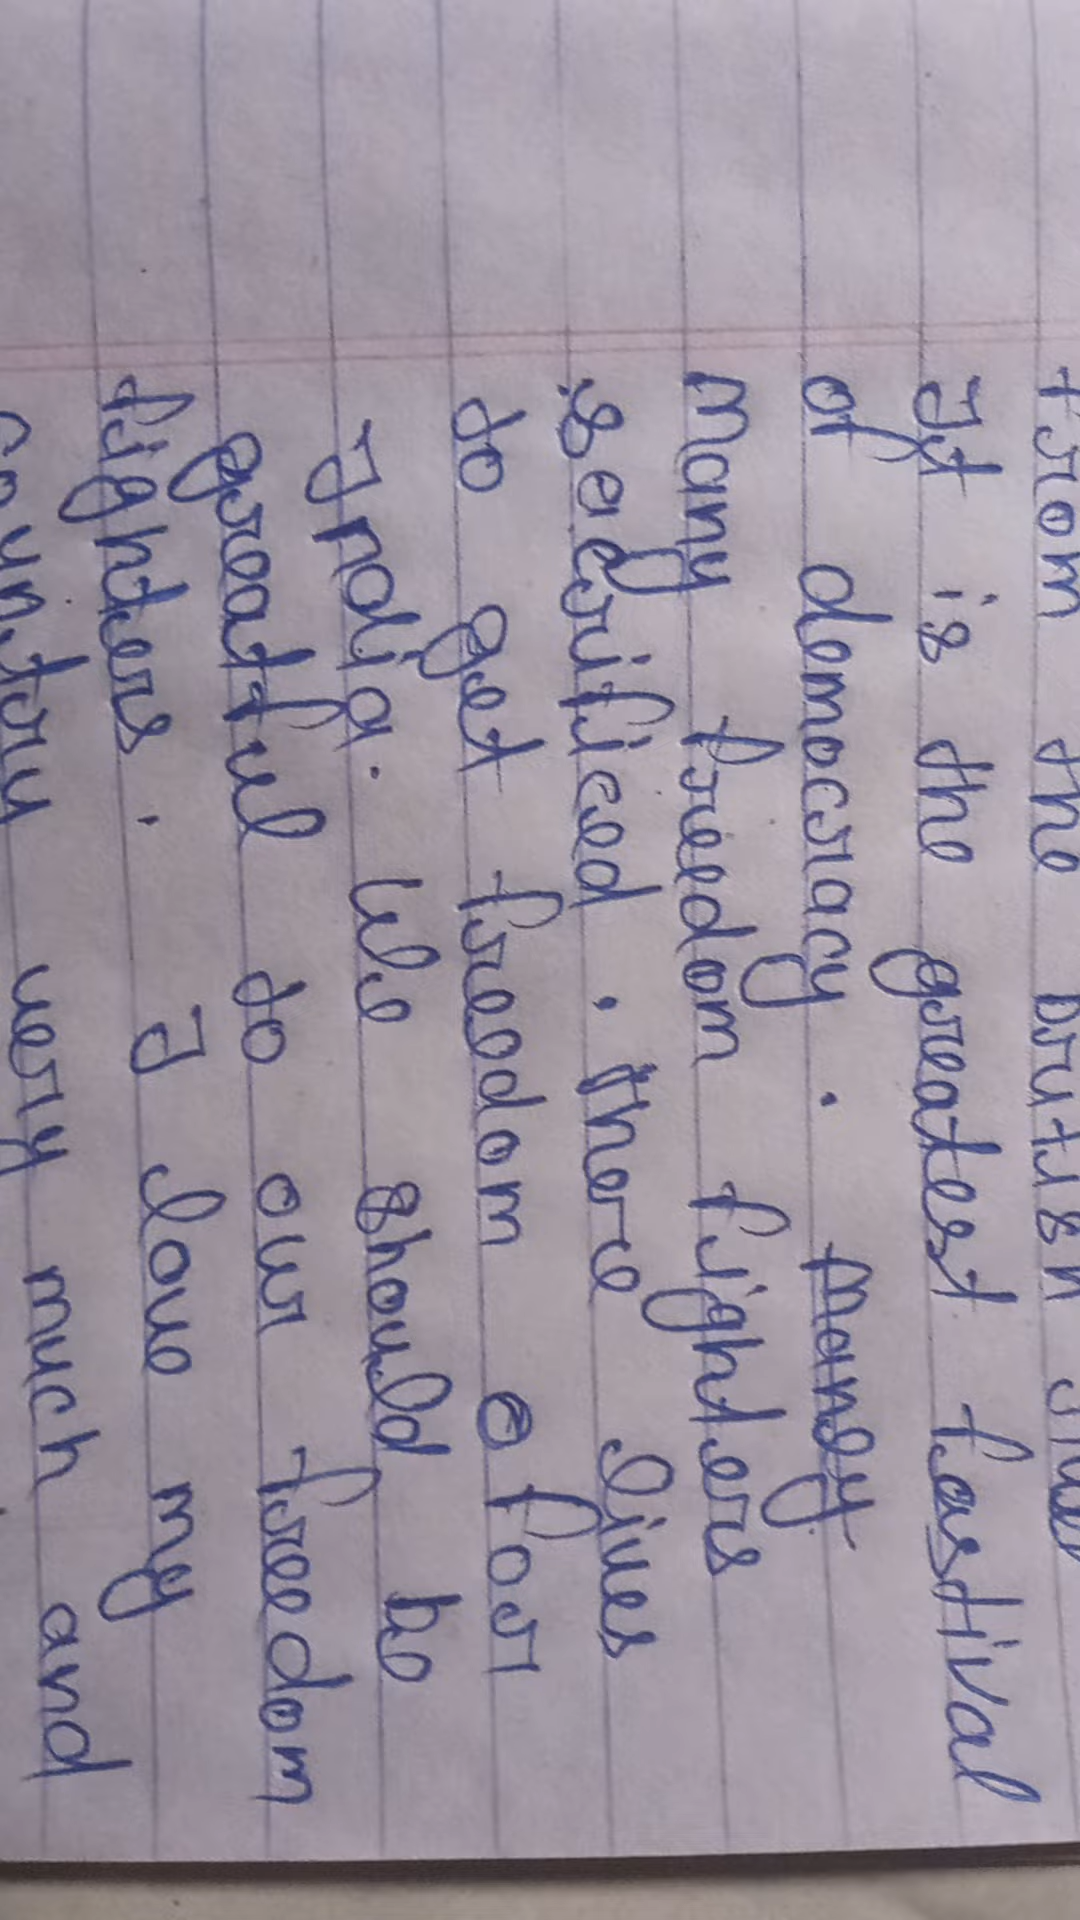 from the British rule
It is the greatest festival
of democracy. Many
Many freedom fighters
sacrificed. there lives
to get freedom for
India. We should be
greatful to our freedom
fighters. I love my
country very much and